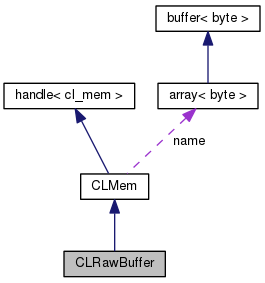 buffer< byte >
handle< cl_mem >
array< byte >
name
CLMem
CLRawBuffer